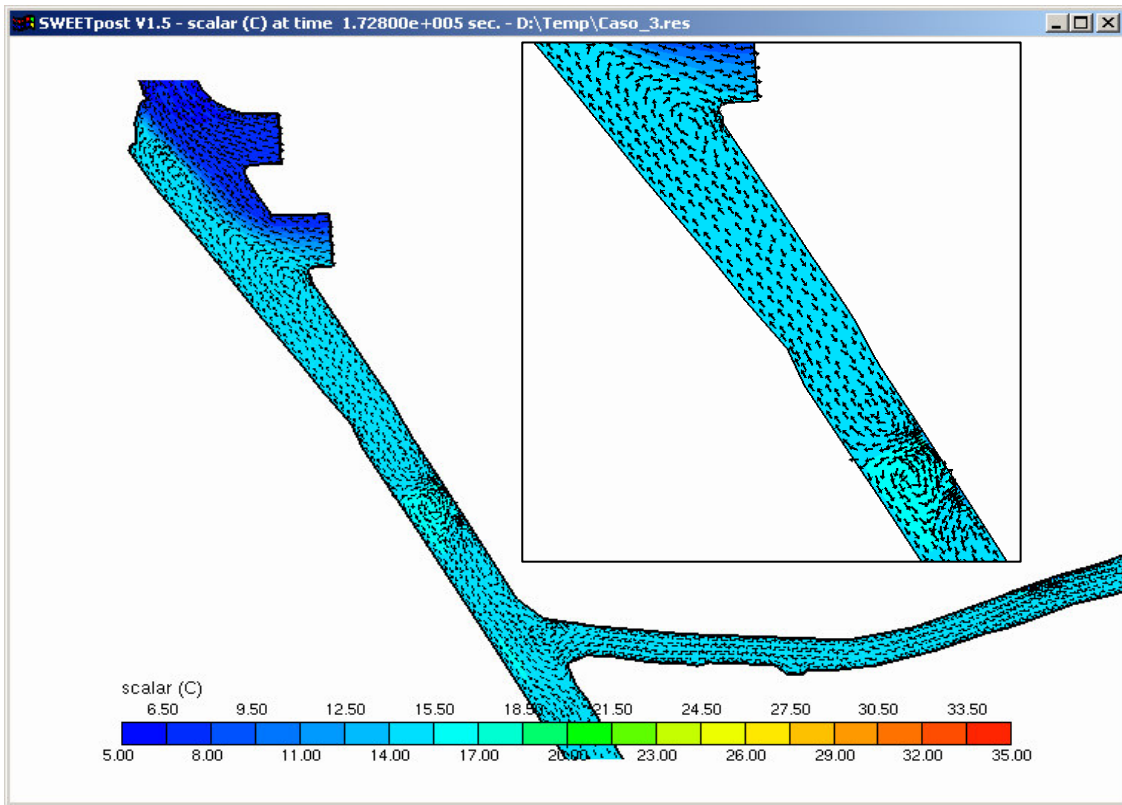 SWEETpost V1.5 - scalar (C) at time 1.72800e+005 sec. - D:\Temp\Caso_3.res
scalar (C)
6.50 9.50 12.50 15.50 18.50 21.50 24.50 27.50 30.50 33.50
5.00 8.00 11.00 14.00 17.00 20.00 23.00 26.00 29.00 32.00 35.00